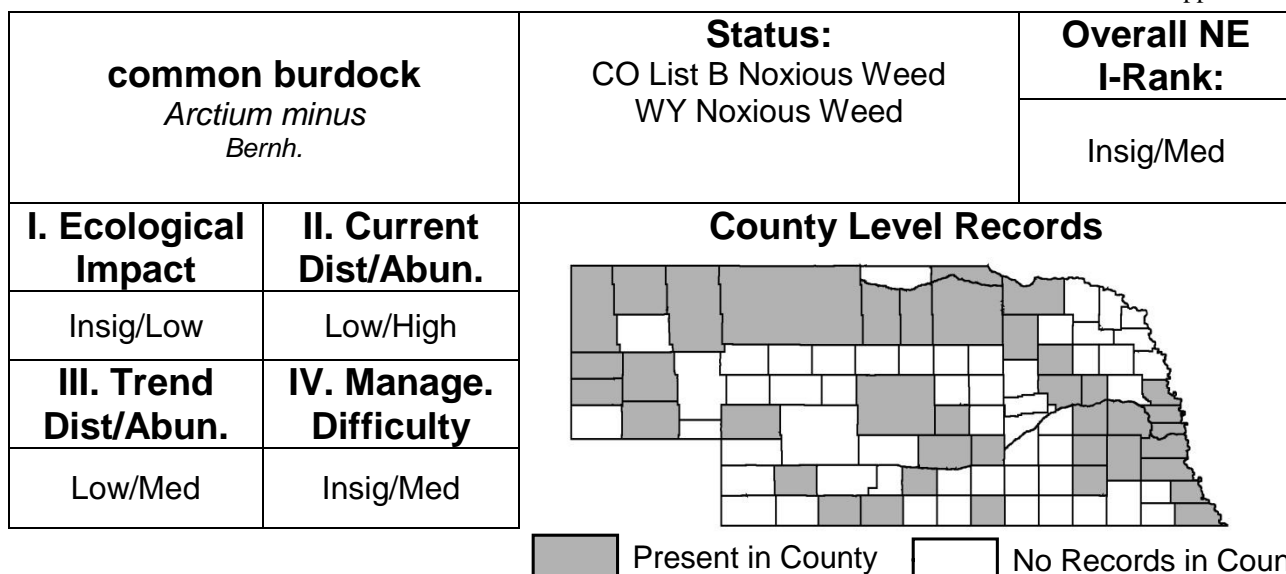 common burdock
Arctium minus
Bernh.
Status:
CO List B Noxious Weed
WY Noxious Weed
Overall NE
I-Rank:
Insig/Med
I. Ecological
Impact
II. Current
Dist/Abun.
Insig/Low
Low/High
III. Trend
Dist/Abun.
IV. Manage.
Difficulty
Low/Med
Insig/Med
County Level Records
Present in County
No Records in Coun